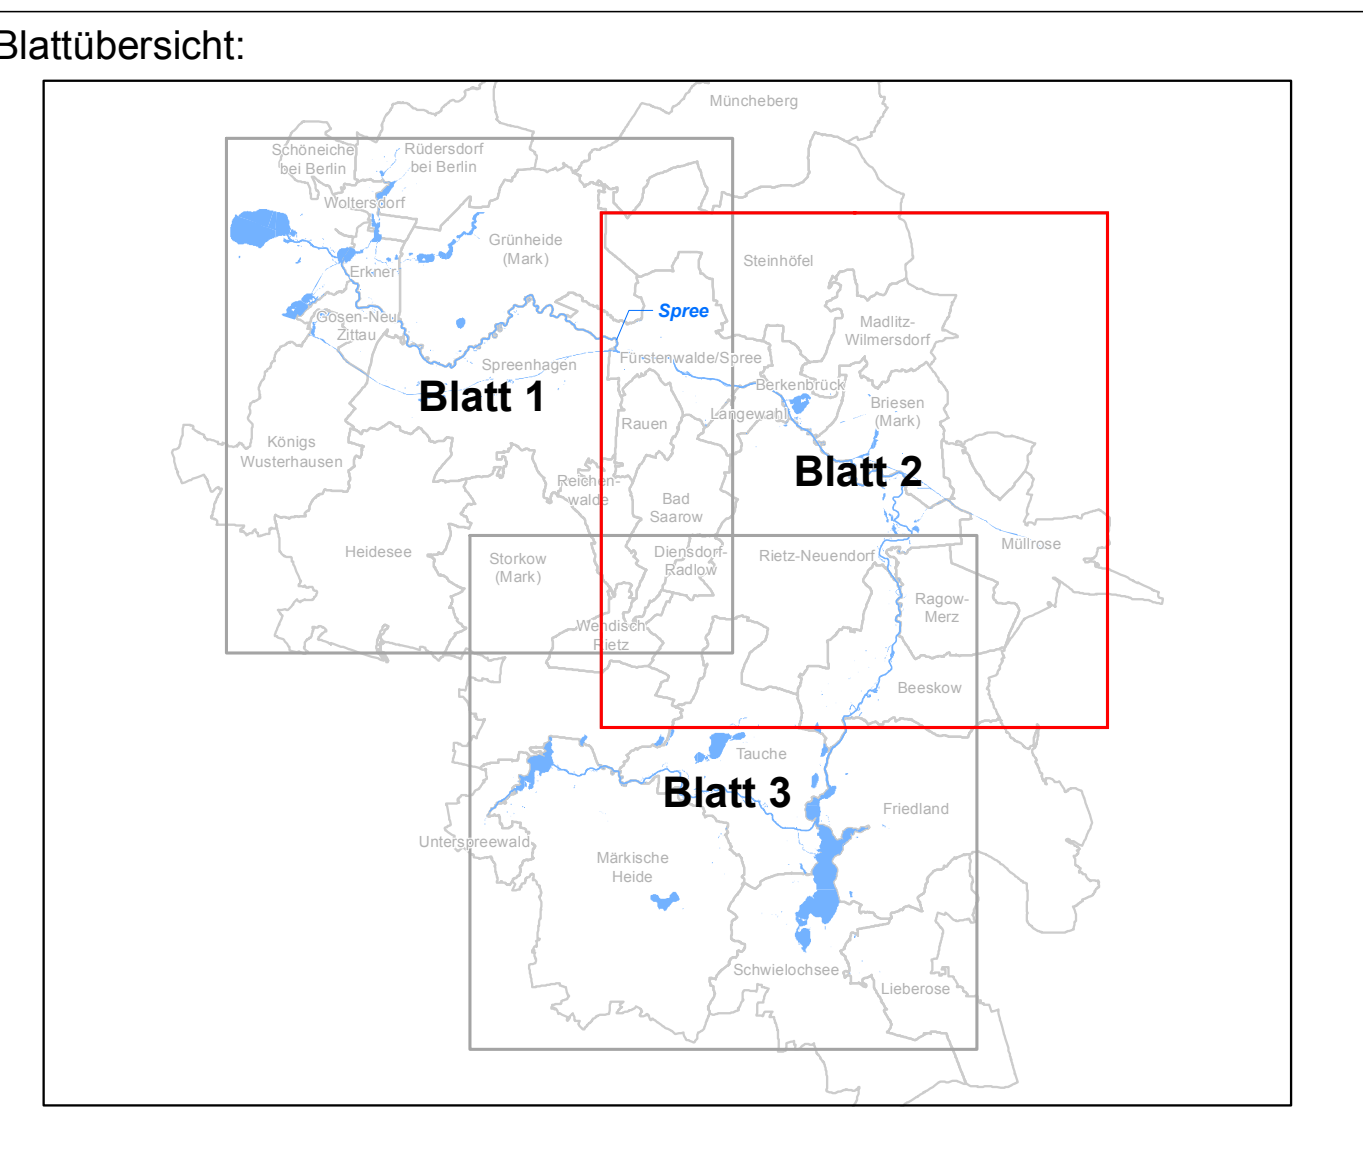 Blattübersicht:
Müncheberg
Schöneiche
bei Berlin
Rüdersdorf
bei Berlin
Woltersdorf
Grünheide
(Mark)
Erkner
Steinhöfel
Gosen-Neu
Zittau
Spree
Madlitz-
Wilmersdorf
Spreenhagen
Fürstenwalde/Spree
Berkenbrück
Blatt 1
Langewahl
Briesen
(Mark)
Rauen
Königs
Wusterhausen
Blatt 2
Reichen-
walde
Bad
Saarow
Heidesee
Storkow
(Mark)
Diensdorf-
Radlow
Rietz-Neuendorf
Müllrose
Ragow-
Merz
Wendisch
Rietz
Beeskow
Tauche
Blatt 3
Friedland
Unterspreewald
Märkische
Heide
Schwielochsee
Lieberose